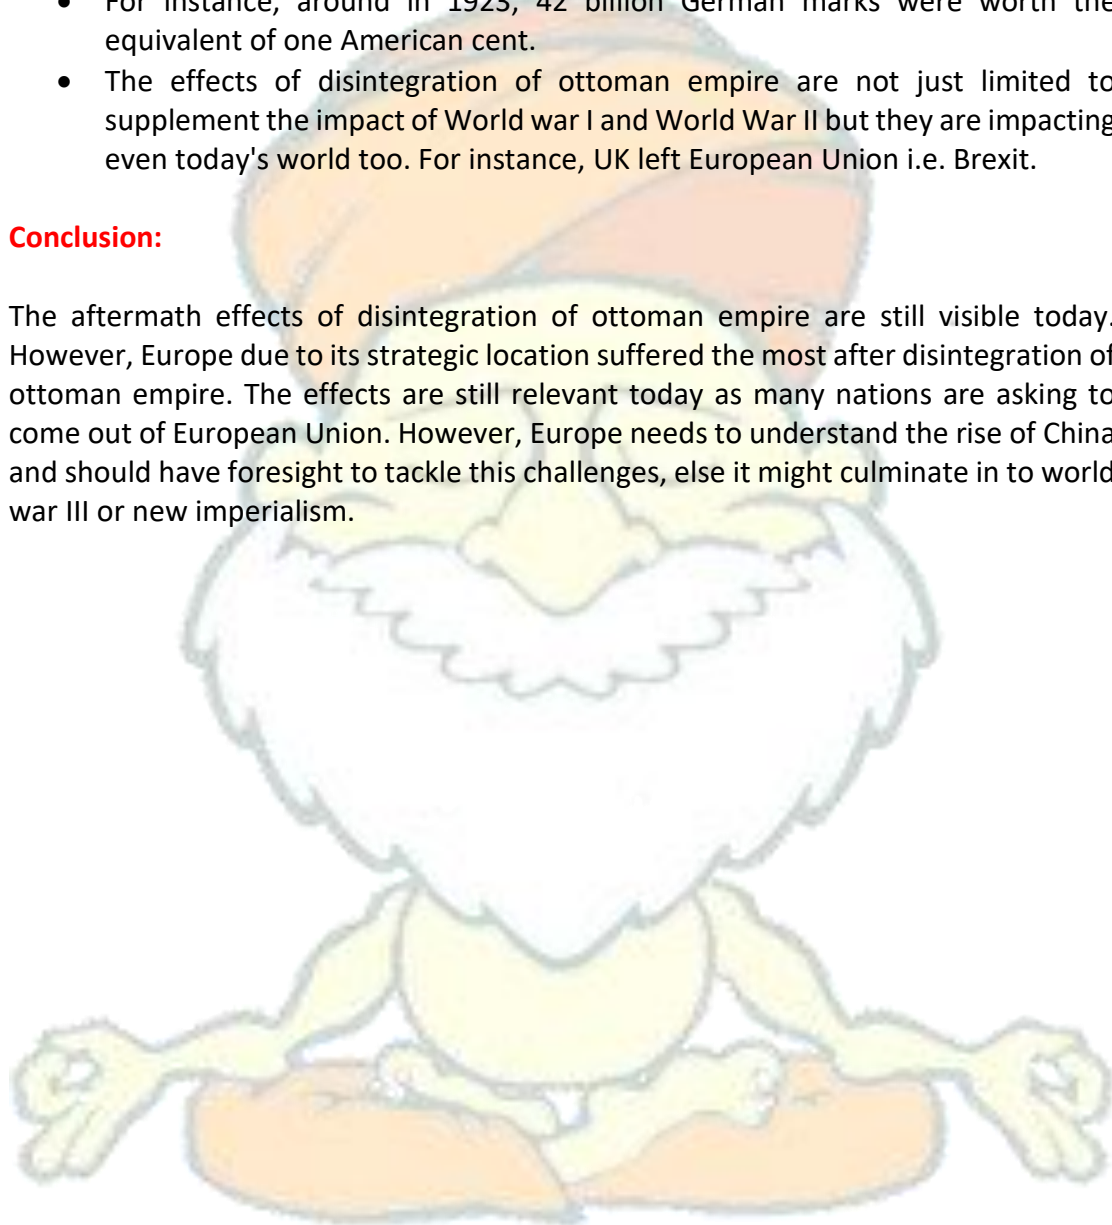 • For instance, around in 1923, 42 billion German marks were worth the
equivalent of one American cent.
• The effects of disintegration of ottoman empire are not just limited to
supplement the impact of World war I and World War II but they are impacting
even today's world too. For instance, UK left European Union i.e. Brexit.
Conclusion:
The aftermath effects of disintegration of ottoman empire are still visible today.
However, Europe due to its strategic location suffered the most after disintegration of
ottoman empire. The effects are still relevant today as many nations are asking to
come out of European Union. However, Europe needs to understand the rise of China
and should have foresight to tackle this challenges, else it might culminate in to world
war III or new imperialism.